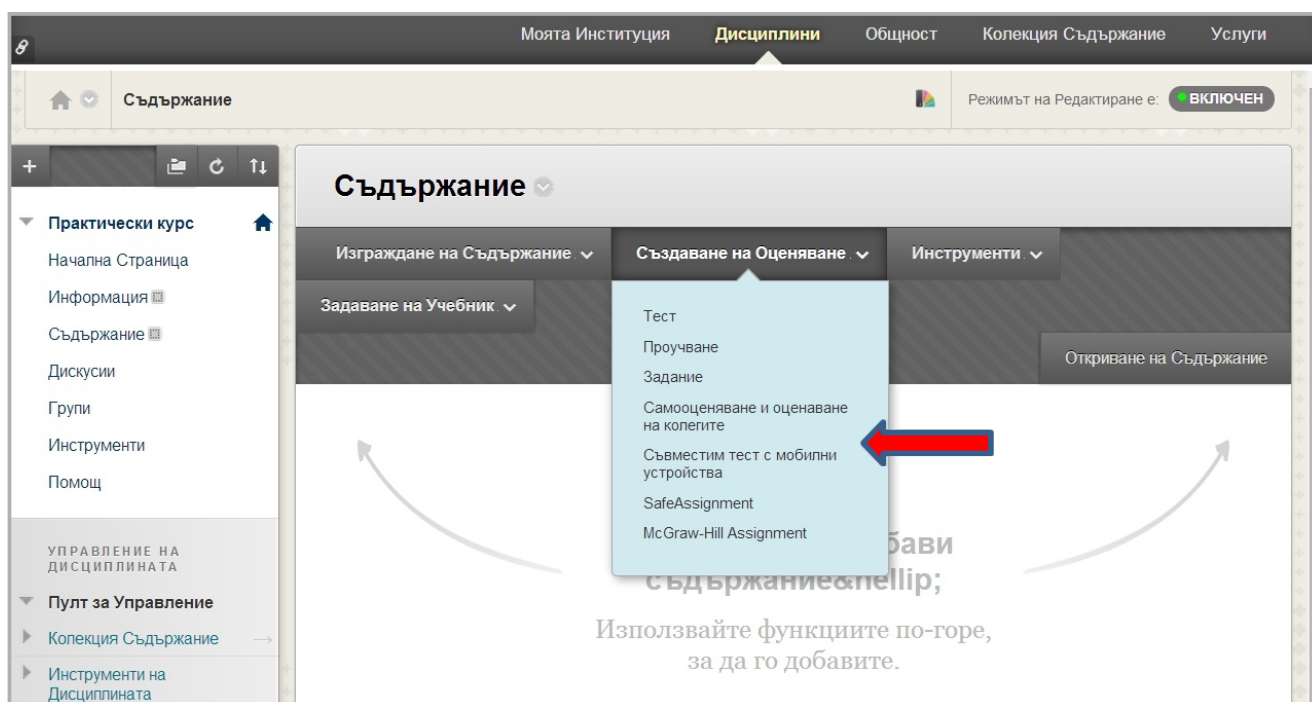 Моята Институция Дисциплини Общност Колекция Съдържание Услуги
Съдържание
Режимът на Редактиране е: ВКЛЮЧЕН
Практически курс
Начална Страница
Информация
Съдържание
Дискусии
Групи
Инструменти
Помощ
УПРАВЛЕНИЕ НА
ДИСЦИПЛИНАТА
Пулт за Управление
Колекция Съдържание
Инструменти на
Дисциплината
Съдържание
Изграждане на Съдържание
Създаване на Оценяване
Инструменти
Задаване на Учебник
Откриване на Съдържание
Тест
Проучване
Задание
Самооценяване и оценаване
на колегите
Съвместим тест с мобилни
устройства
SafeAssignment
McGraw-Hill Assignment
съдържание&hellip;
Използвайте функциите по-горе,
за да го добавите.